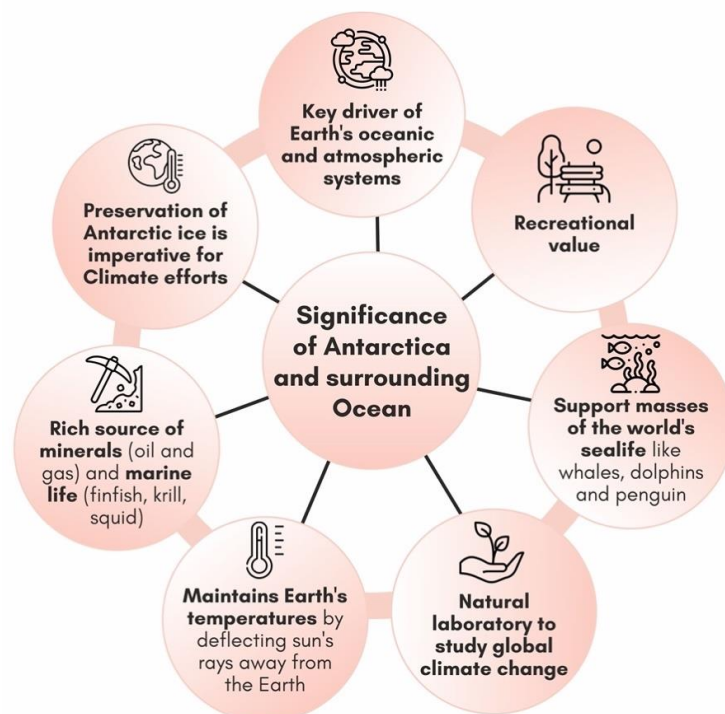 Key driver of
Earth's oceanic
and atmospheric
systems
Recreational
value
Preservation of
Antarctic ice is
imperative for
Climate efforts
Significance
of Antarctica
and surrounding
Ocean
Support masses
of the world's
sealife like
whales, dolphins
and penguin
Rich source of
minerals (oil and
gas) and marine
life (finfish, krill,
squid)
Maintains Earth's
temperatures by
deflecting sun's
rays away from
the Earth
Natural
laboratory to
study global
climate change